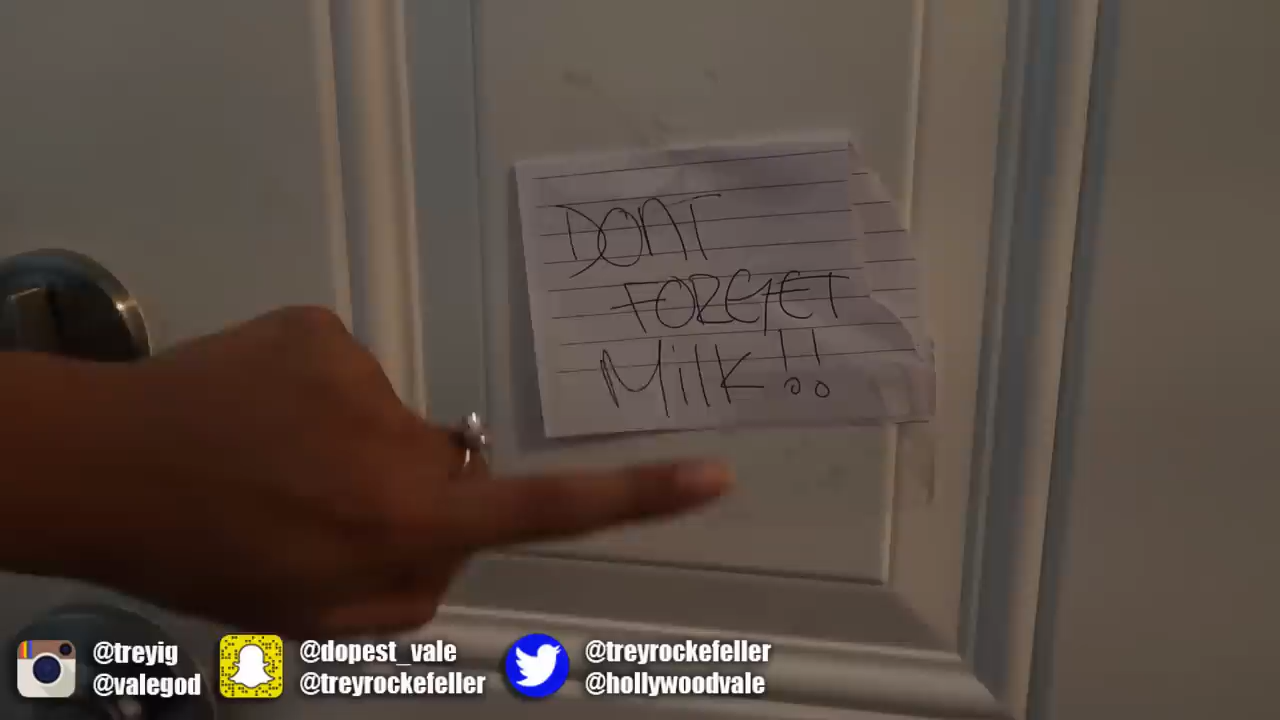 DONT
FORGET
Milk!!
@treyig
@valegod
@dopest_vale
@treyrockefeller
@treyrockefeller
@hollywoodvale